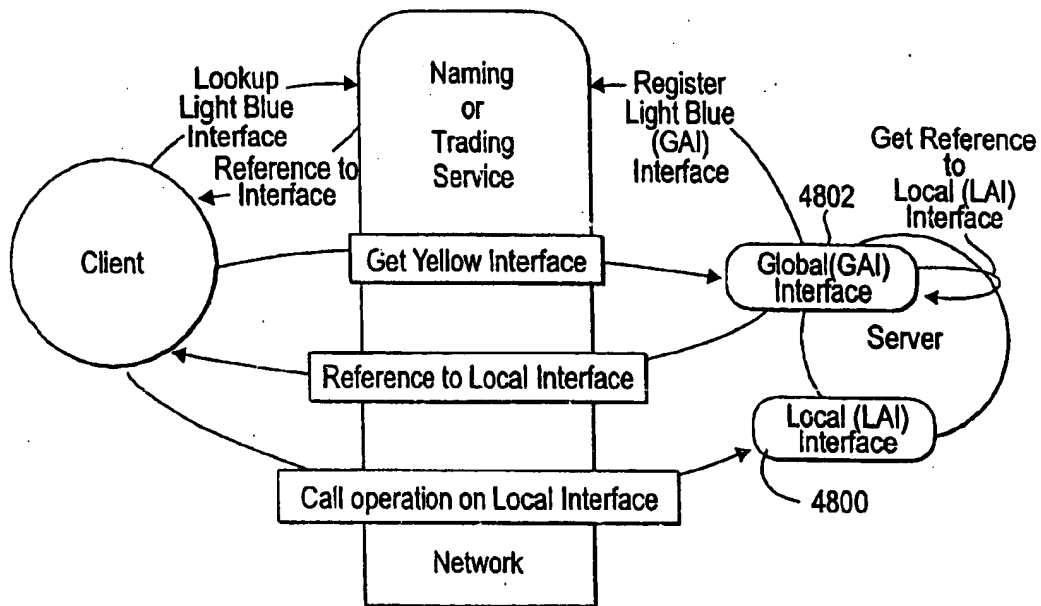 Lookup
Light Blue
Interface
Reference to
Interface
Naming
or
Trading
Service
Register
Light Blue
(GAI)
Interface
Get Reference
to
Local (LAI)
Interface
4802
Client
Get Yellow Interface
Global(GAI)
Interface
Server
Reference to Local Interface
Local (LAI)
Interface
Call operation on Local Interface
4800
Network